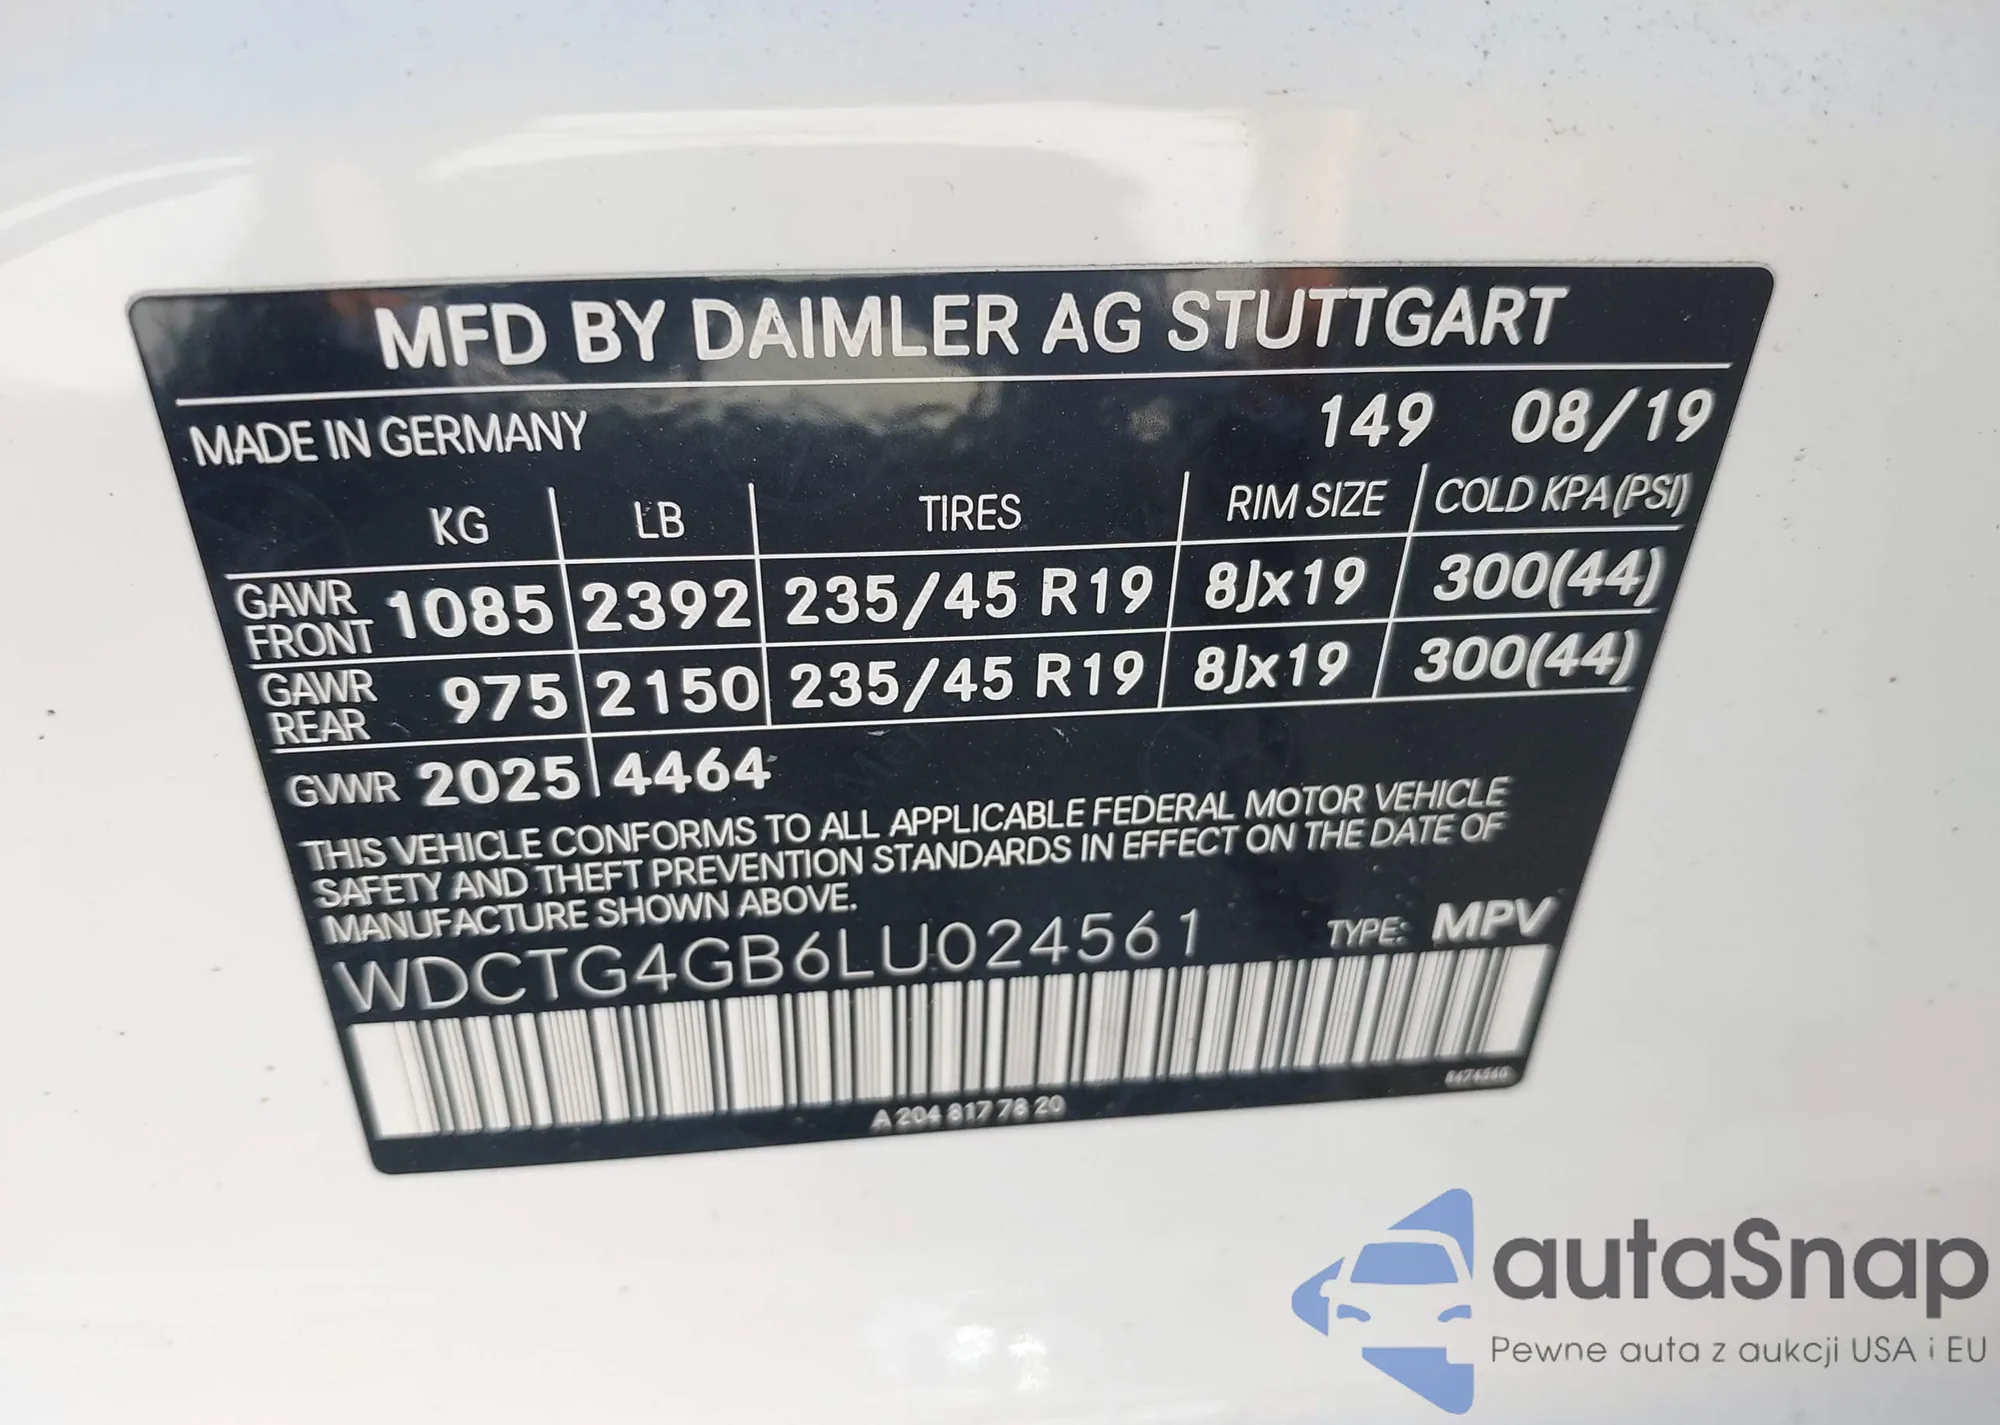 MFD BY DAIMLER AG STUTTGART
MADE IN GERMANY 149 08/19
KG LB TIRES RIM SIZE COLD KPA(PSI)
GAWR FRONT 1085 2392 235/45 R19 8Jx19 300(44)
GAWR REAR 975 2150 235/45 R19 8Jx19 300(44)
GVWR 2025 4464
THIS VEHICLE CONFORMS TO ALL APPLICABLE FEDERAL MOTOR VEHICLE
SAFETY AND THEFT PREVENTION STANDARDS IN EFFECT ON THE DATE OF
MANUFACTURE SHOWN ABOVE.
WDCTG4GB6LU024561 TYPE: MPV
A 204 817 78 20
autaSnap
Pewne auta z aukcji USA i EU